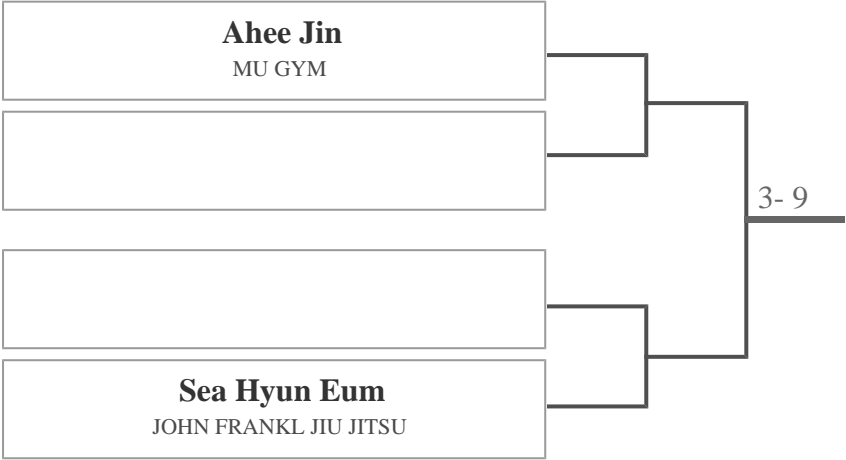 Ahee Jin
MU GYM
3- 9
Sea Hyun Eum
JOHN FRANKL JIU JITSU